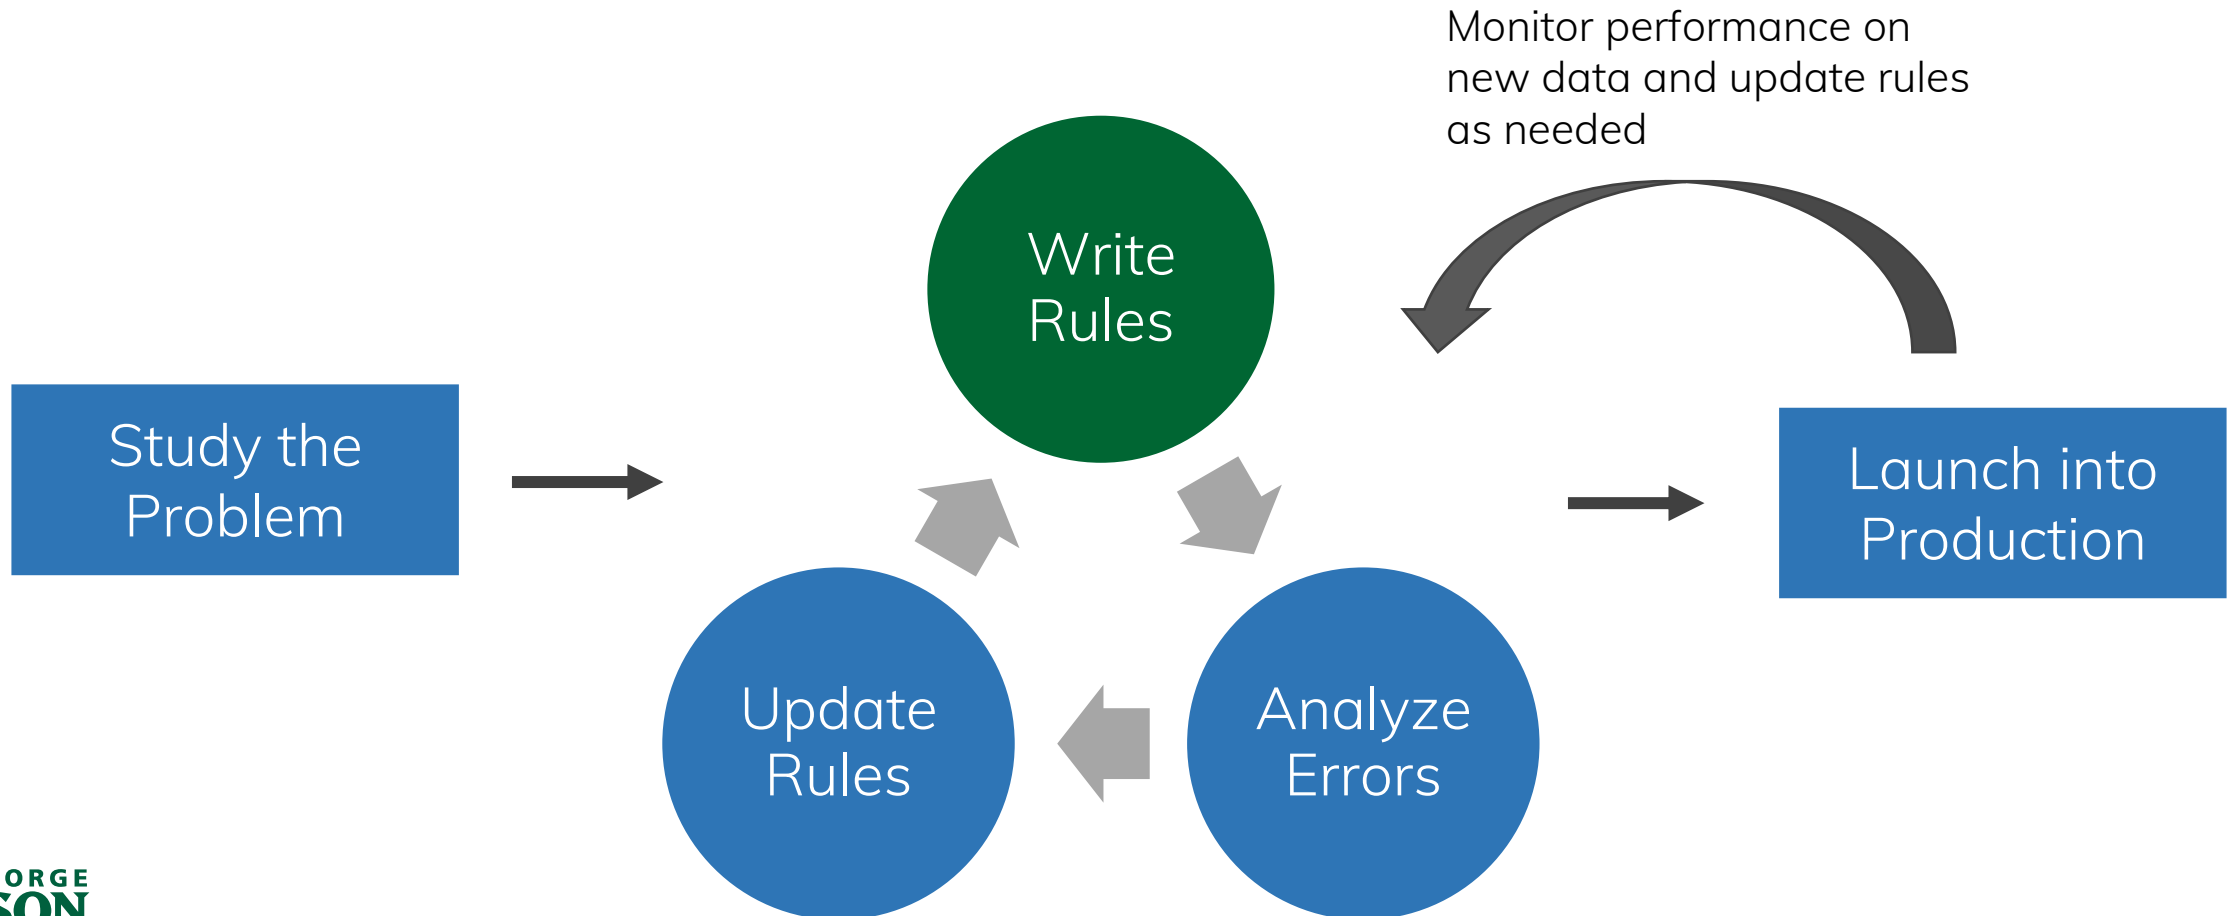 Monitor performance on
new data and update rules
as needed
Write
Rules
Study the
Problem
Launch into
Production
Update
Rules
Analyze
Errors
ORGE
SON